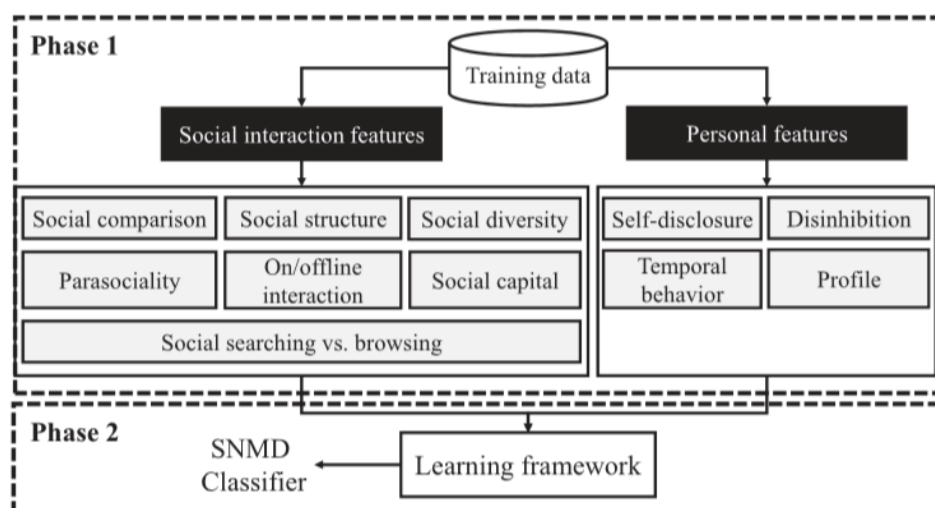 Phase 1
Training data
Social interaction features
Personal features
Social comparison
Social structure
Social diversity
Self-disclosure
Disinhibition
Parasociality
On/offline
interaction
Social capital
Temporal
behavior
Profile
Social searching vs. browsing
Phase 2
SNMD
Classifier
Learning framework